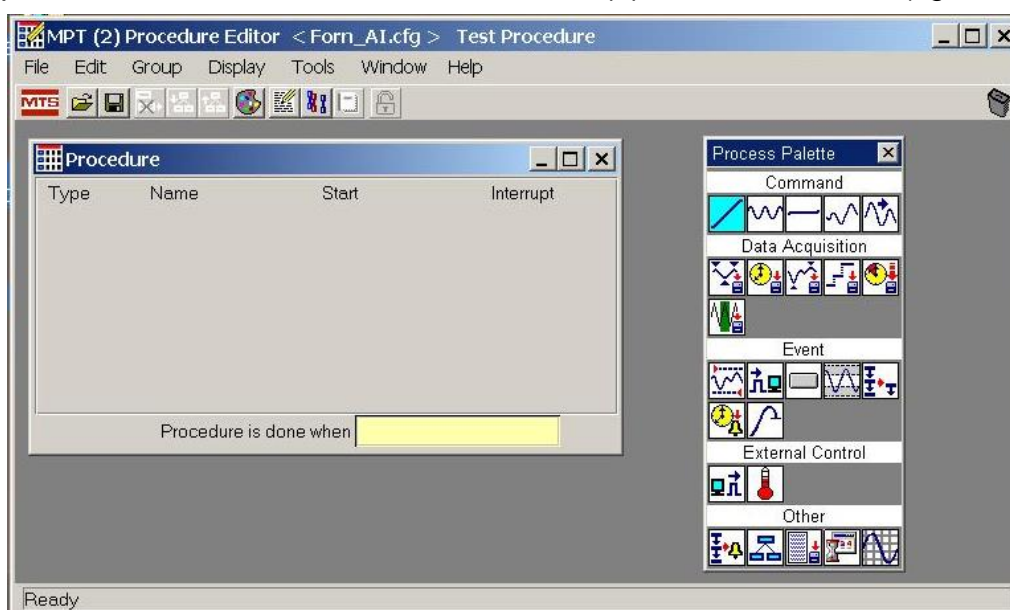 MPT (2) Procedure Editor < Forn_AI.cfg > Test Procedure
File Edit Group Display Tools Window Help
MTS
Procedure
Type Name Start Interrupt
Procedure is done when
Process Palette
Command
Data Acquisition
Event
External Control
Other
Ready